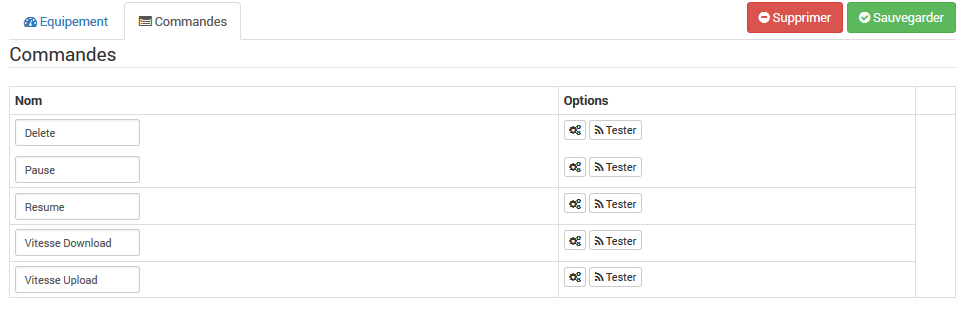 Equipement Commandes Supprimer Sauvegarder
Commandes
Nom Options
Delete Tester
Pause Tester
Resume Tester
Vitesse Download Tester
Vitesse Upload Tester